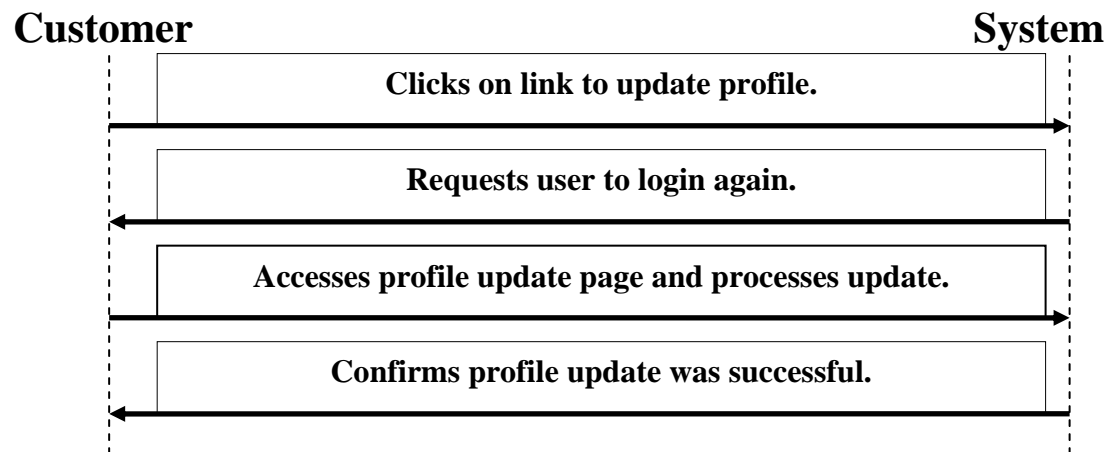 Customer System
Clicks on link to update profile.
Requests user to login again.
Accesses profile update page and processes update.
Confirms profile update was successful.